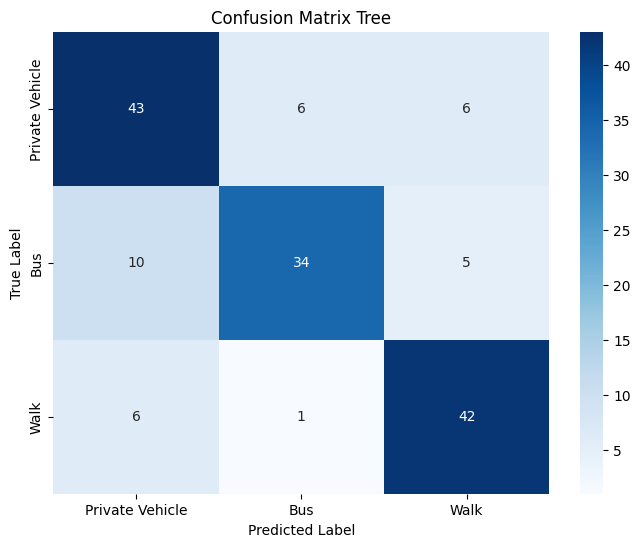 Confusion Matrix Tree
True Label
Private Vehicle
43 6 6
Bus
10 34 5
Walk
6 1 42
Private Vehicle Bus Walk
Predicted Label
40
35
30
25
20
15
10
5